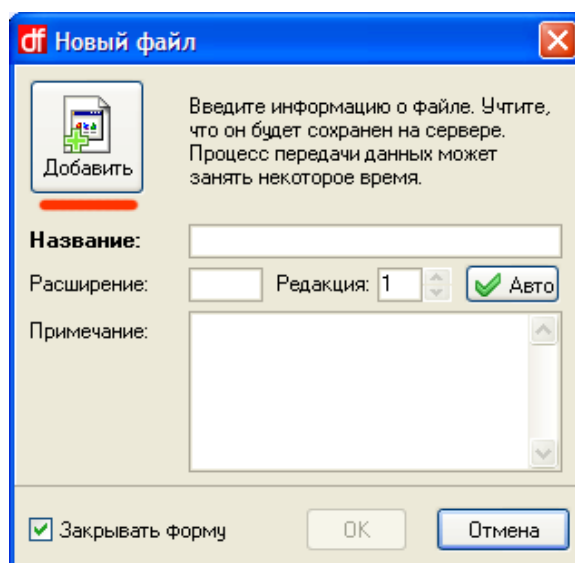 df Новый файл
Введите информацию о файле. Учтите,
что он будет сохранен на сервере.
Процесс передачи данных может
занять некоторое время.
Добавить
Название:
Расширение: Редакция: 1 Авто
Примечание:
Закрывать форму OK Отмена